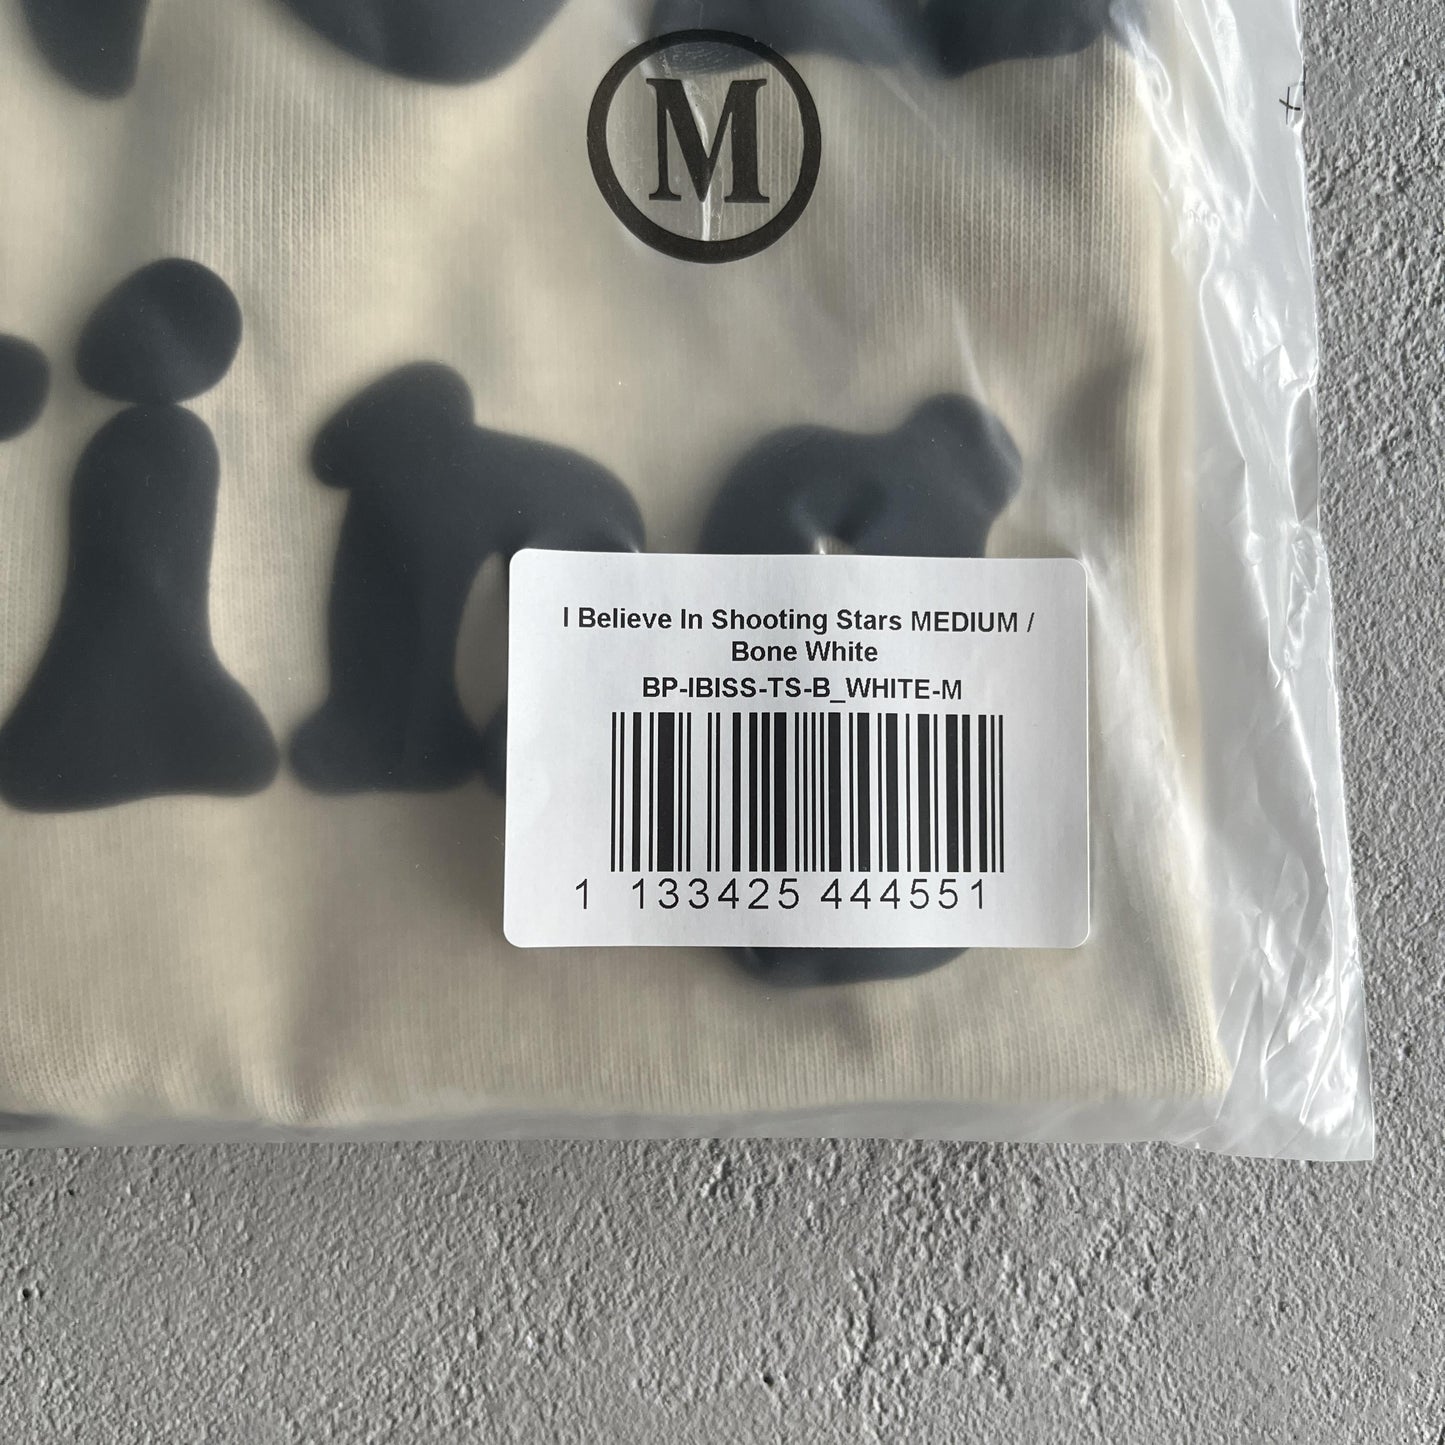 M
I Believe In Shooting Stars MEDIUM /
Bone White
BP-IBISS-TS-B_WHITE-M
1 133425 444551